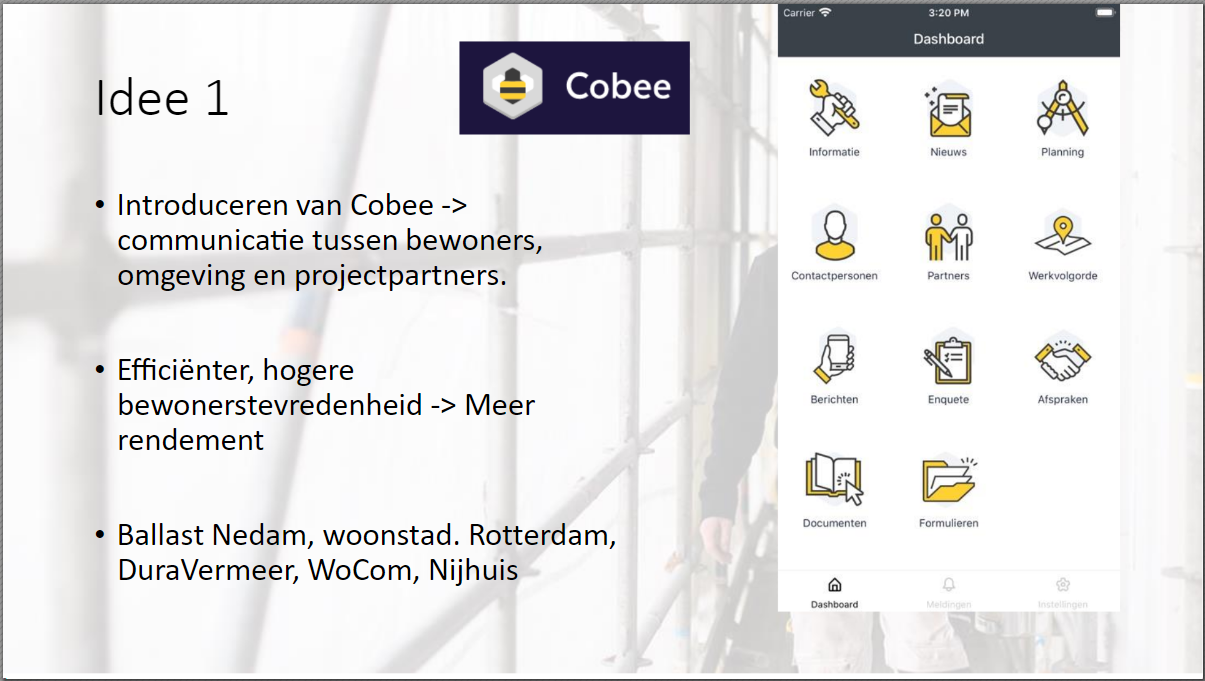 Idee 1
Cobee
• Introduceren van Cobee ->
communicatie tussen bewoners,
omgeving en projectpartners.
• Efficiënter, hogere
bewonerstevredenheid -> Meer
rendement
• Ballast Nedam, woonstad. Rotterdam,
DuraVermeer, WoCom, Nijhuis
Carrier 3:20 PM
Dashboard
Informatie Nieuws Planning
Contactpersonen Partners Werkvolgorde
Berichten Enquete Afspraken
Documenten Formulieren
Dashboard Meldingen Instellingen